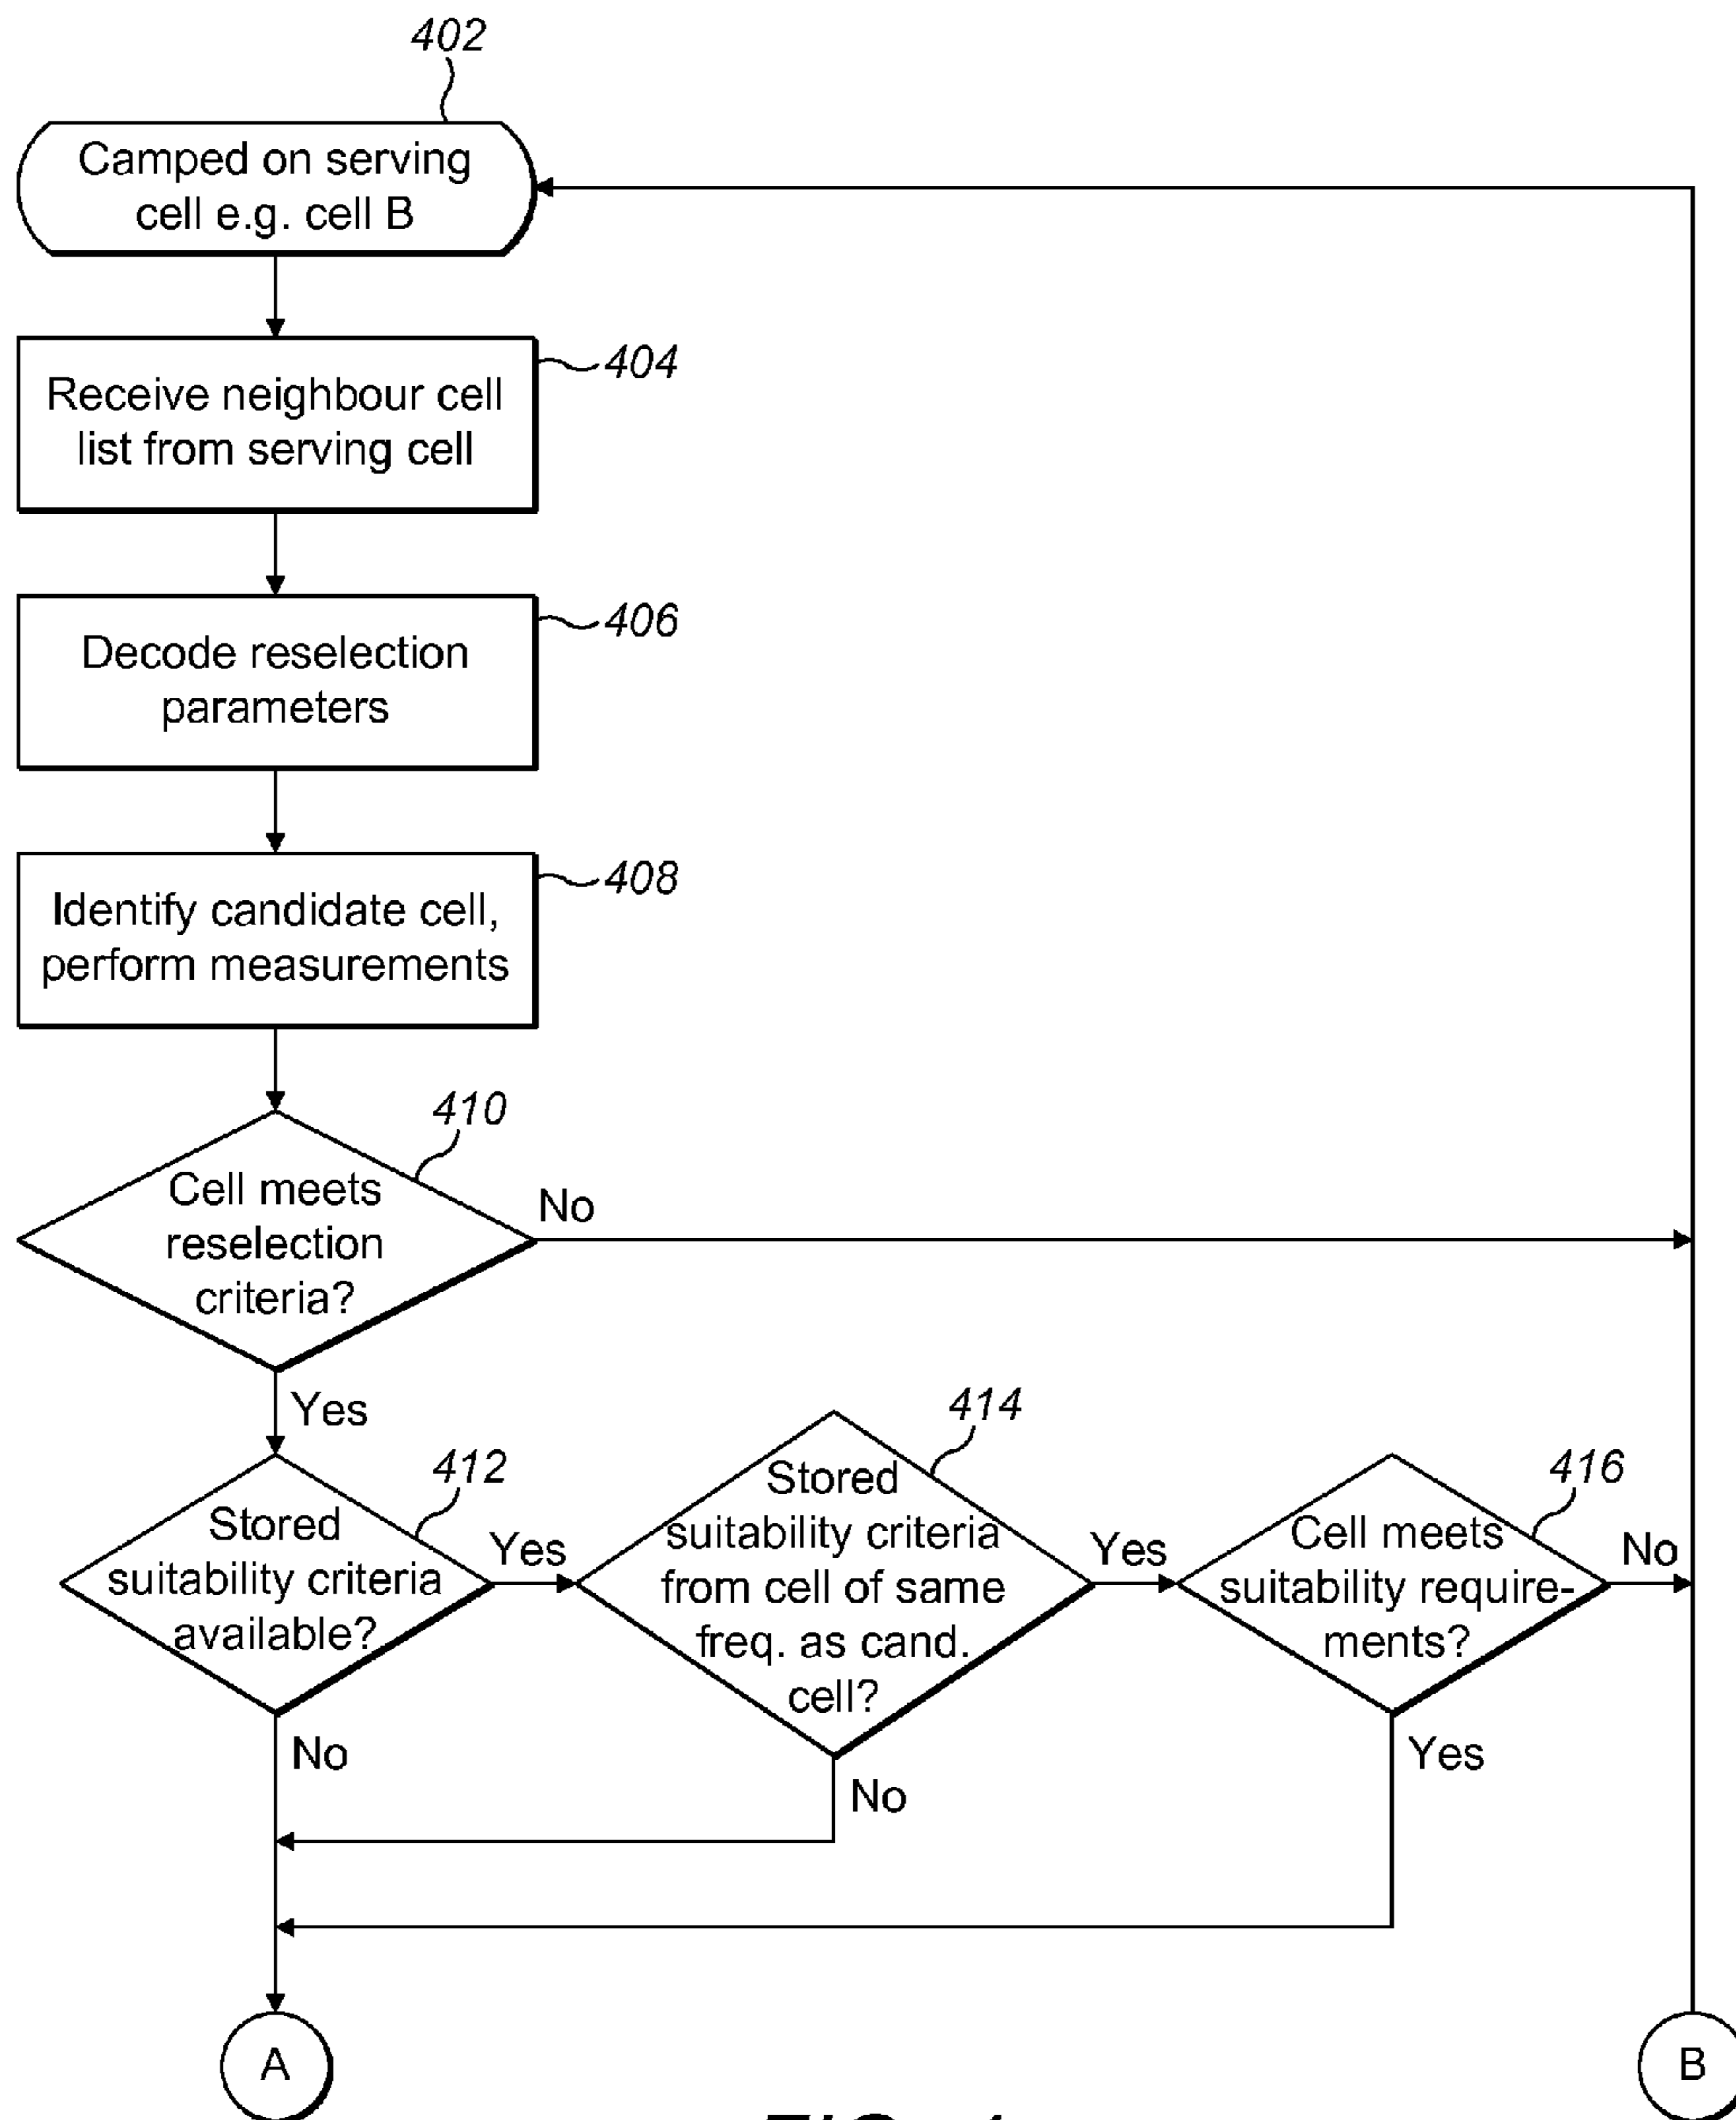 402
Camped on serving
cell e.g. cell B
404
Receive neighbour cell
list from serving cell
406
Decode reselection
parameters
408
Identify candidate cell,
perform measurements
410
Cell meets
reselection
criteria?
No
Yes
412
Stored
suitability criteria
available?
Yes
No
414
Stored
suitability criteria
from cell of same
freq. as cand.
cell?
Yes
No
416
Cell meets
suitability require-
ments?
No
Yes
A
B